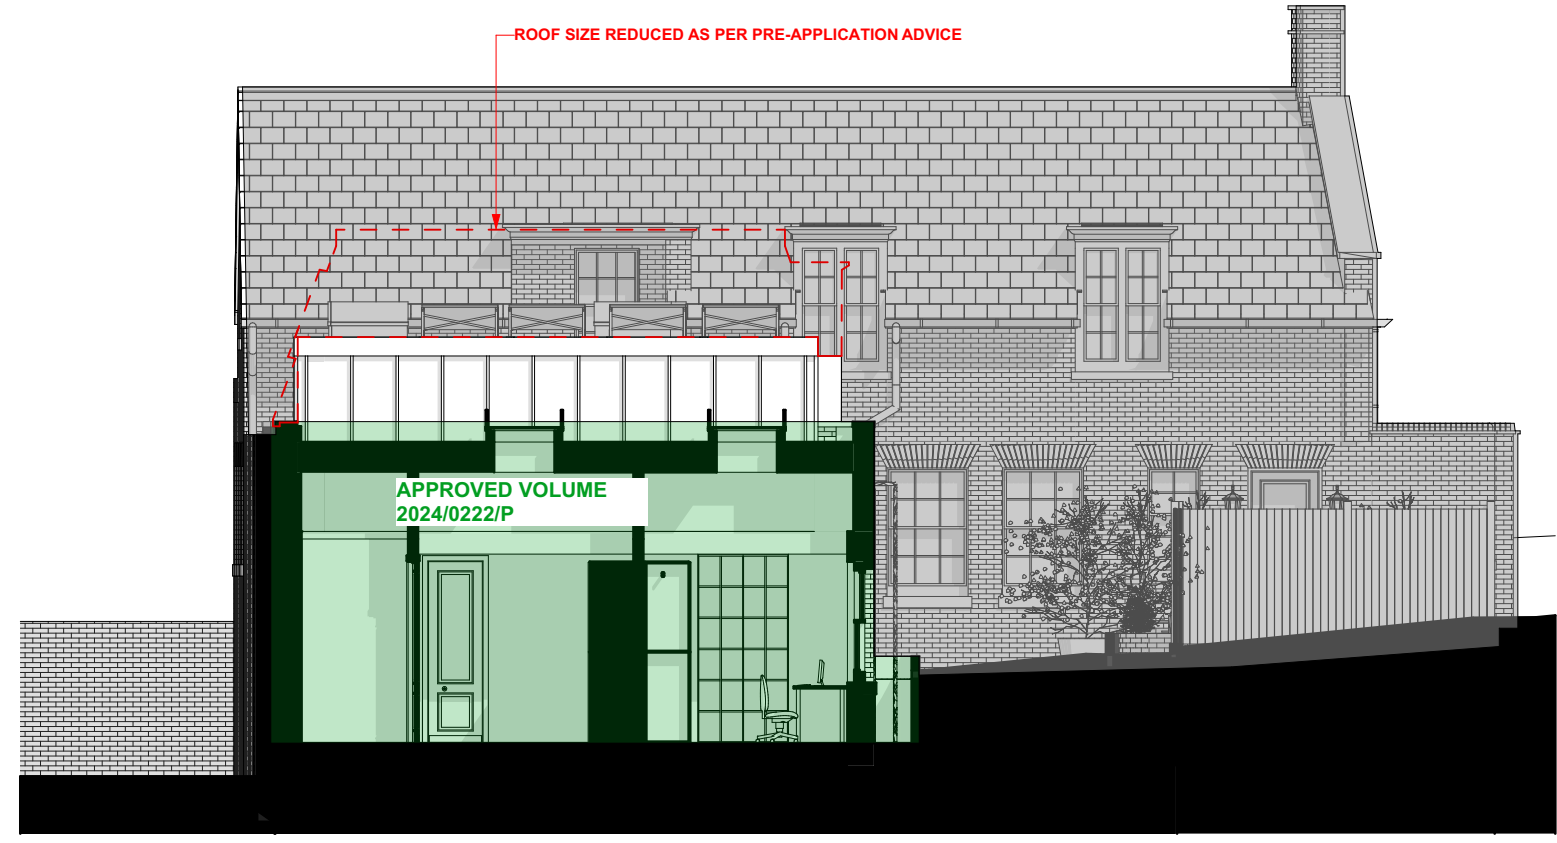 ROOF SIZE REDUCED AS PER PRE-APPLICATION ADVICE
APPROVED VOLUME
2024/0222/P